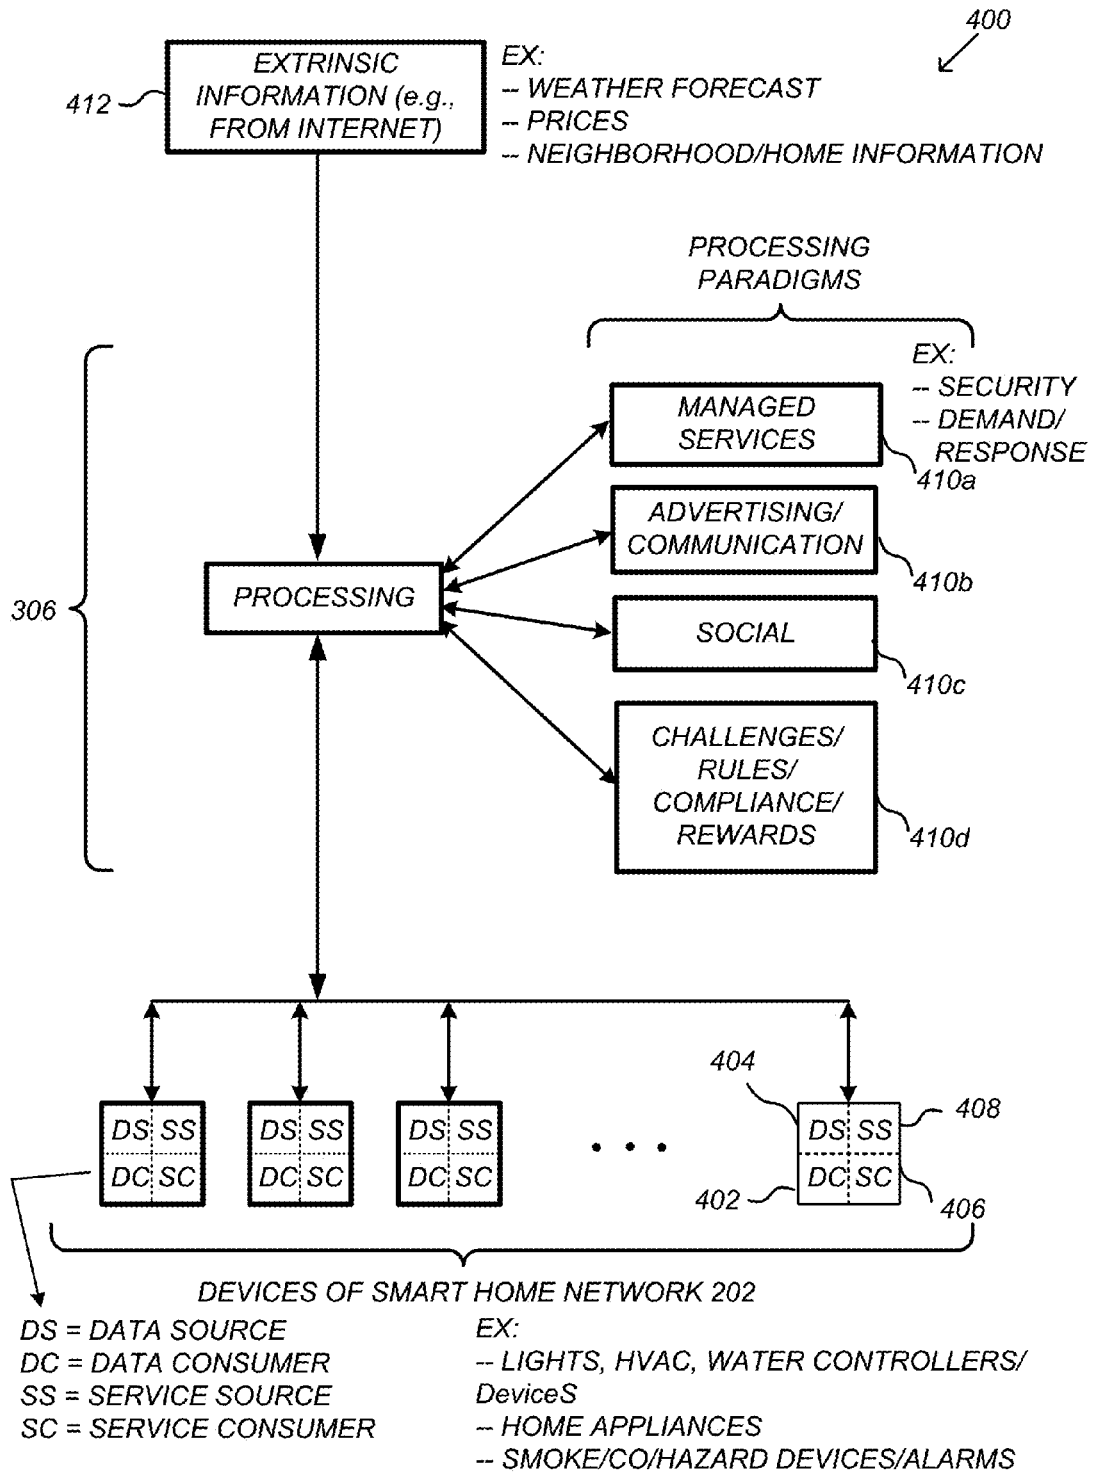 400
EXTRINSIC
INFORMATION (e.g.,
FROM INTERNET)
412
EX:
-- WEATHER FORECAST
-- PRICES
-- NEIGHBORHOOD/HOME INFORMATION
PROCESSING
PARADIGMS
EX:
-- SECURITY
-- DEMAND/
RESPONSE
MANAGED
SERVICES
410a
ADVERTISING/
COMMUNICATION
410b
306
PROCESSING
SOCIAL
410c
CHALLENGES/
RULES/
COMPLIANCE/
REWARDS
410d
404
408
DS SS
DC SC
DS SS
DC SC
DS SS
DC SC
. . .
DS SS
DC SC
402
406
DEVICES OF SMART HOME NETWORK 202
DS = DATA SOURCE
DC = DATA CONSUMER
SS = SERVICE SOURCE
SC = SERVICE CONSUMER
EX:
-- LIGHTS, HVAC, WATER CONTROLLERS/
DeviceS
-- HOME APPLIANCES
-- SMOKE/CO/HAZARD DEVICES/ALARMS